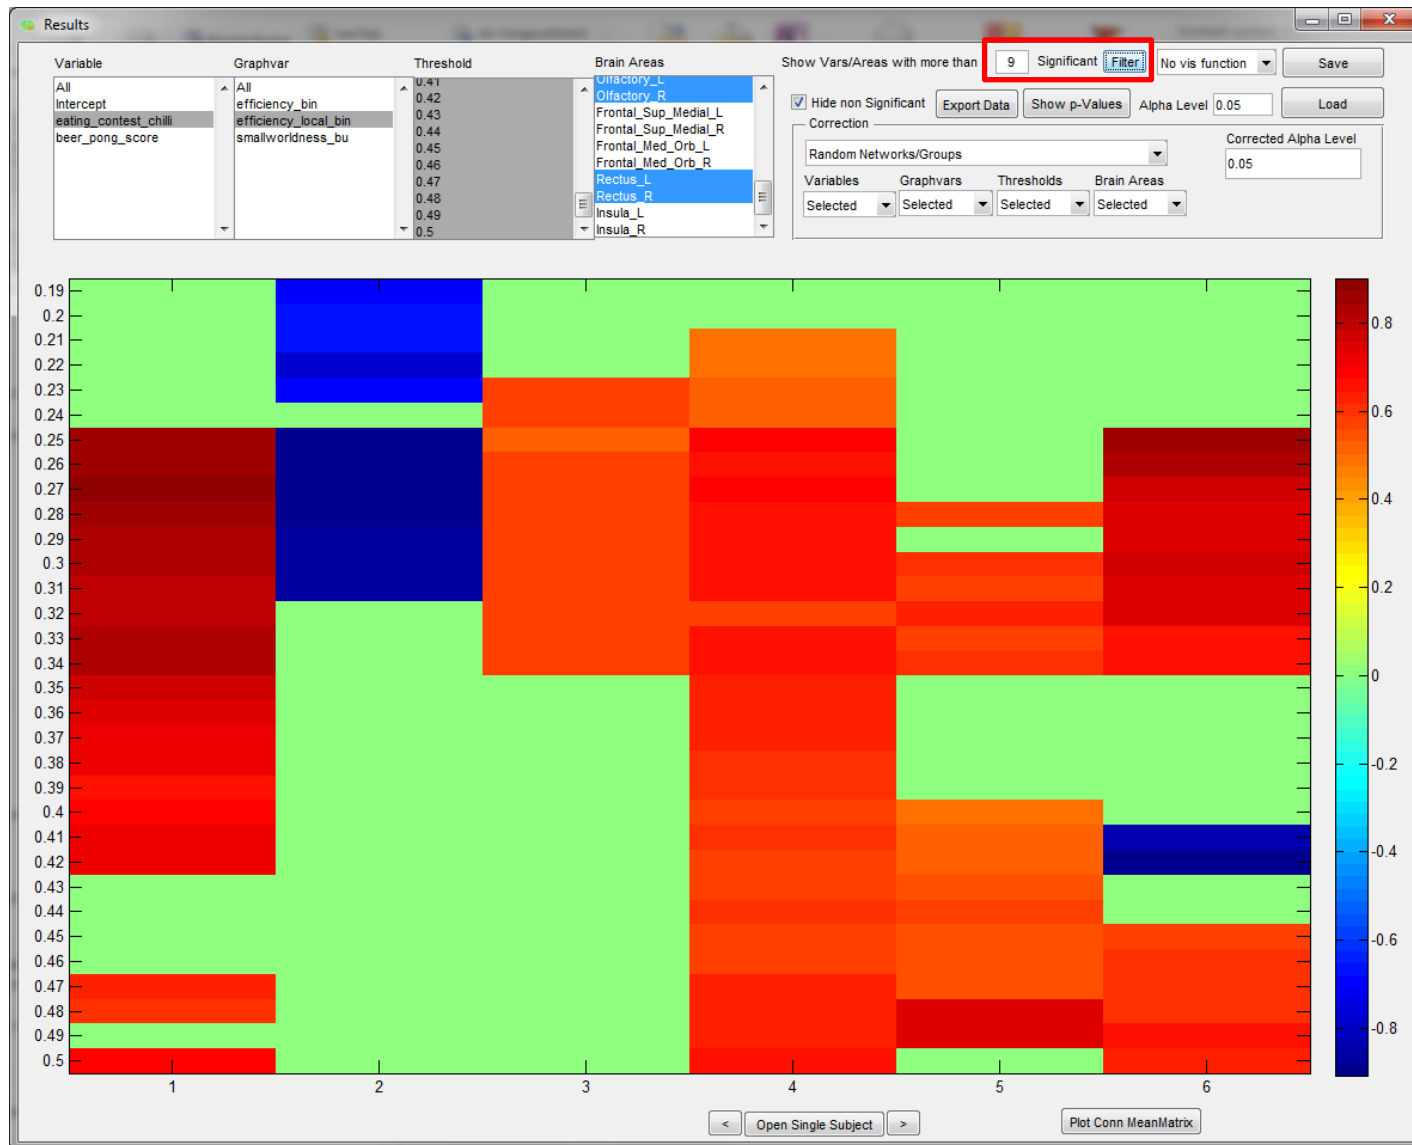 Results
Variable
Graphvar
Threshold
Brain Areas
Show Vars/Areas with more than 9 Significant Filter
No vis function
Save
All
Intercept
eating_contest_chilli
beer_pong_score
All
efficiency_bin
efficiency_local_bin
smallworldness_bu
0.41
0.42
0.43
0.44
0.45
0.46
0.47
0.48
0.49
0.5
Olfactory_L
Olfactory_R
Frontal_Sup_Medial_L
Frontal_Sup_Medial_R
Frontal_Med_Orb_L
Frontal_Med_Orb_R
Rectus_L
Rectus_R
Insula_L
Insula_R
Hide non Significant
Export Data
Show p-Values
Alpha Level 0.05
Load
Correction
Random Networks/Groups
Corrected Alpha Level
0.05
Variables Graphvars Thresholds Brain Areas
Selected Selected Selected Selected
0.19
0.2
0.21
0.22
0.23
0.24
0.25
0.26
0.27
0.28
0.29
0.3
0.31
0.32
0.33
0.34
0.35
0.36
0.37
0.38
0.39
0.4
0.41
0.42
0.43
0.44
0.45
0.46
0.47
0.48
0.49
0.5
1 2 3 4 5 6
0.8
0.6
0.4
0.2
0
-0.2
-0.4
-0.6
-0.8
< Open Single Subject >
Plot Conn MeanMatrix